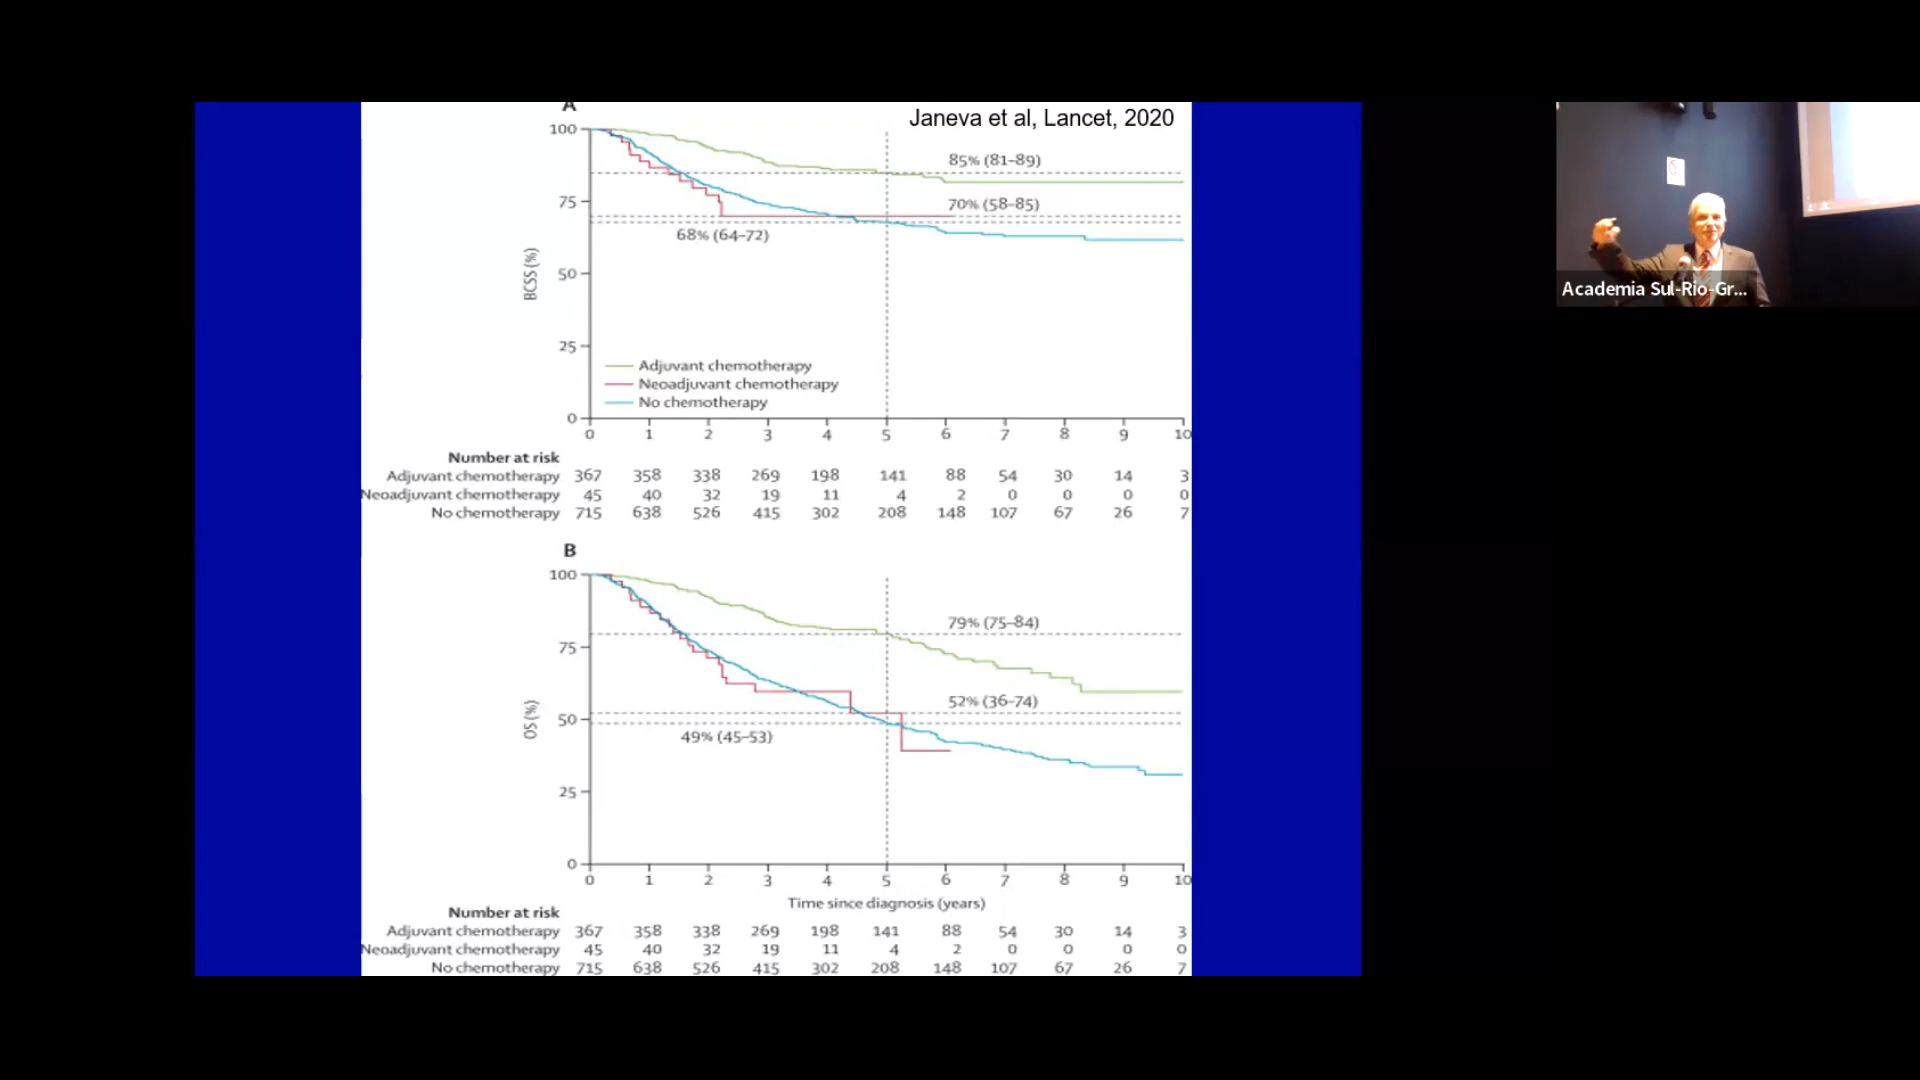 A
Janeva et al, Lancet, 2020
100
85% (81–89)
75
70% (58–85)
68% (64–72)
BCSS (%)
50
25
Adjuvant chemotherapy
Neoadjuvant chemotherapy
No chemotherapy
0
0 1 2 3 4 5 6 7 8 9 10
Number at risk
Adjuvant chemotherapy 367 358 338 269 198 141 88 54 30 14 3
Neoadjuvant chemotherapy 45 40 32 19 11 4 2 0 0 0 0
No chemotherapy 715 638 526 415 302 208 148 107 67 26 7
B
100
79% (75–84)
75
52% (36–74)
OS (%)
50
49% (45–53)
25
0
0 1 2 3 4 5 6 7 8 9 10
Time since diagnosis (years)
Number at risk
Adjuvant chemotherapy 367 358 338 269 198 141 88 54 30 14 3
Neoadjuvant chemotherapy 45 40 32 19 11 4 2 0 0 0 0
No chemotherapy 715 638 526 415 302 208 148 107 67 26 7
Academia Sul-Rio-Gr...